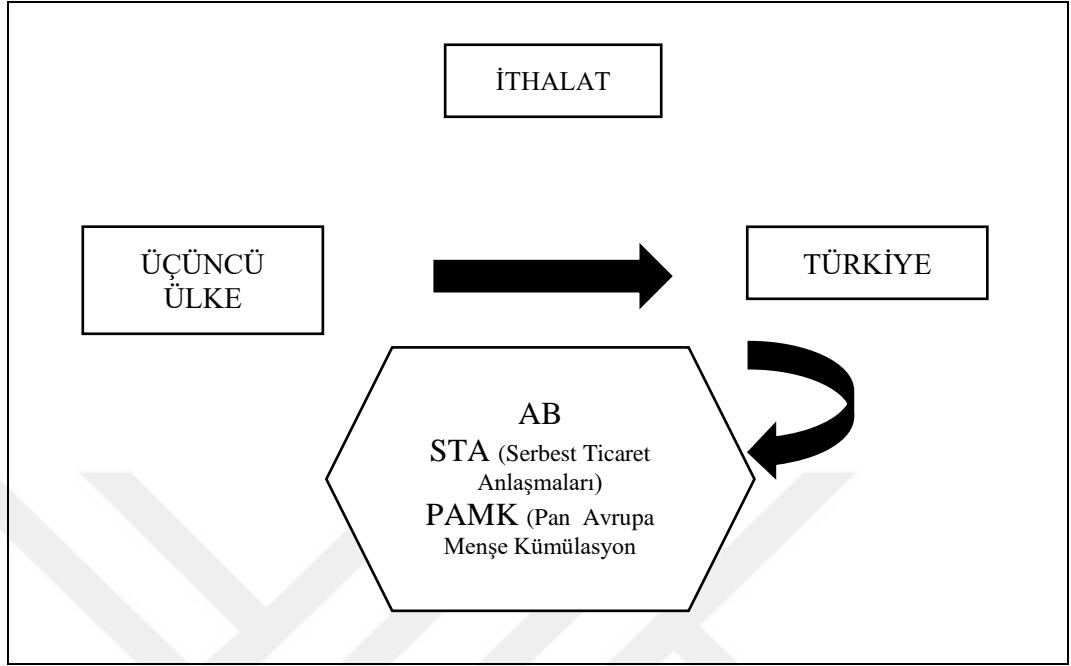 İTHALAT
ÜÇÜNCÜ
ÜLKE
TÜRKİYE
AB
STA (Serbest Ticaret
Anlaşmaları)
PAMK (Pan Avrupa
Menşe Kümülasyon